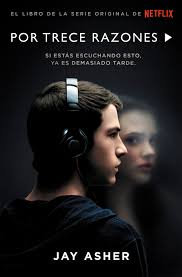 EL LIBRO DE LA SERIE ORIGINAL DE NETFLIX
POR TRECE RAZONES
SI ESTÁS ESCUCHANDO ESTO,
YA ES DEMASIADO TARDE.
JAY ASHER